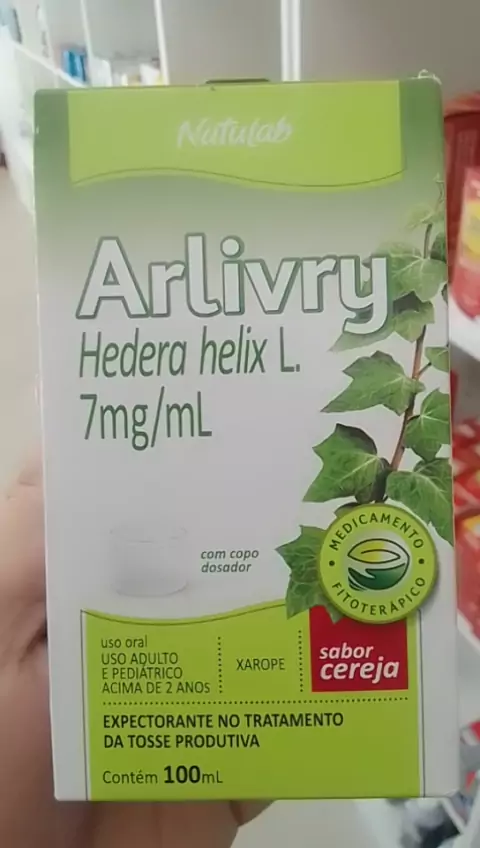 Natulab
Arlivry
Hedera helix L.
7mg/mL
com copo
dosador
MEDICAMENTO
FITOTERÁPICO
uso oral
USO ADULTO
E PEDIÁTRICO
ACIMA DE 2 ANOS
XAROPE
sabor
cereja
EXPECTORANTE NO TRATAMENTO
DA TOSSE PRODUTIVA
Contém 100mL